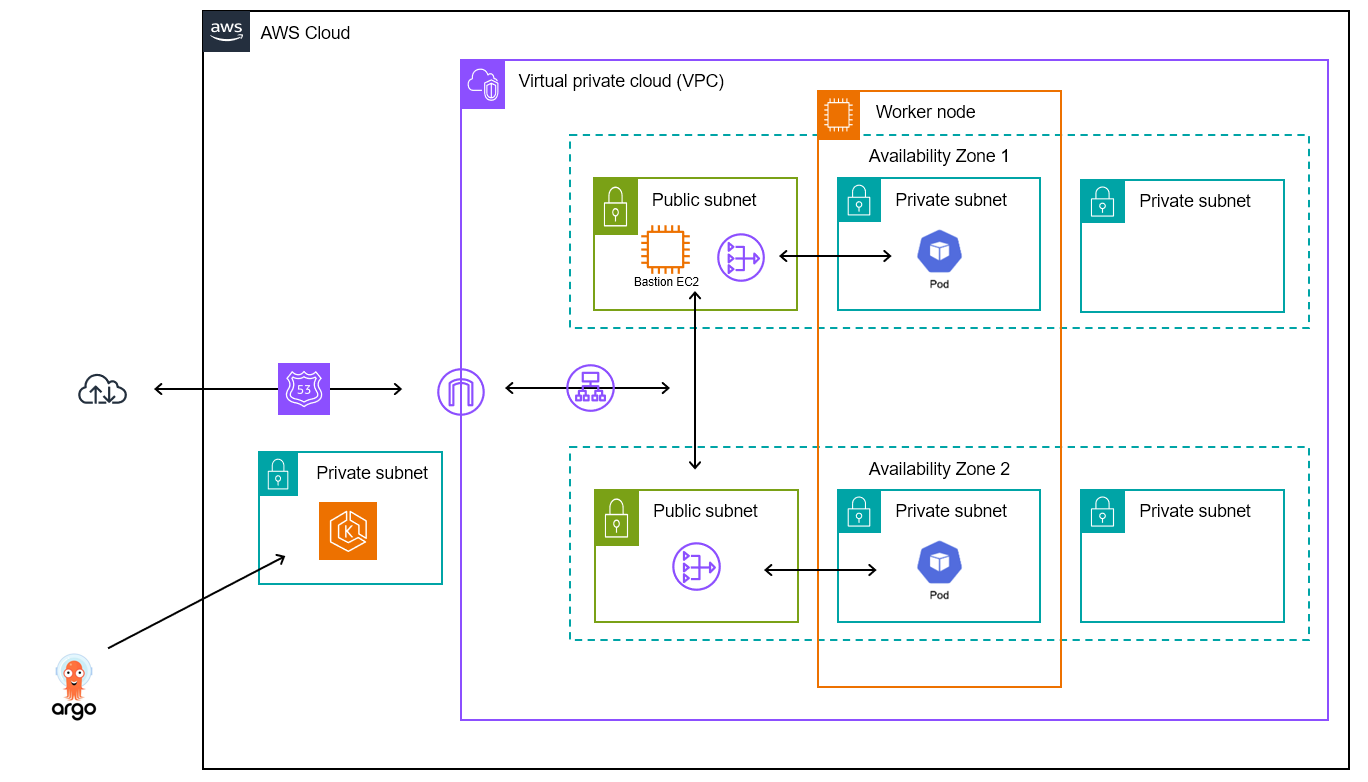 aws
AWS Cloud
Virtual private cloud (VPC)
Worker node
Availability Zone 1
Public subnet
Private subnet
Private subnet
Bastion EC2
Pod
53
Private subnet
K
Availability Zone 2
Public subnet
Private subnet
Private subnet
Pod
argo